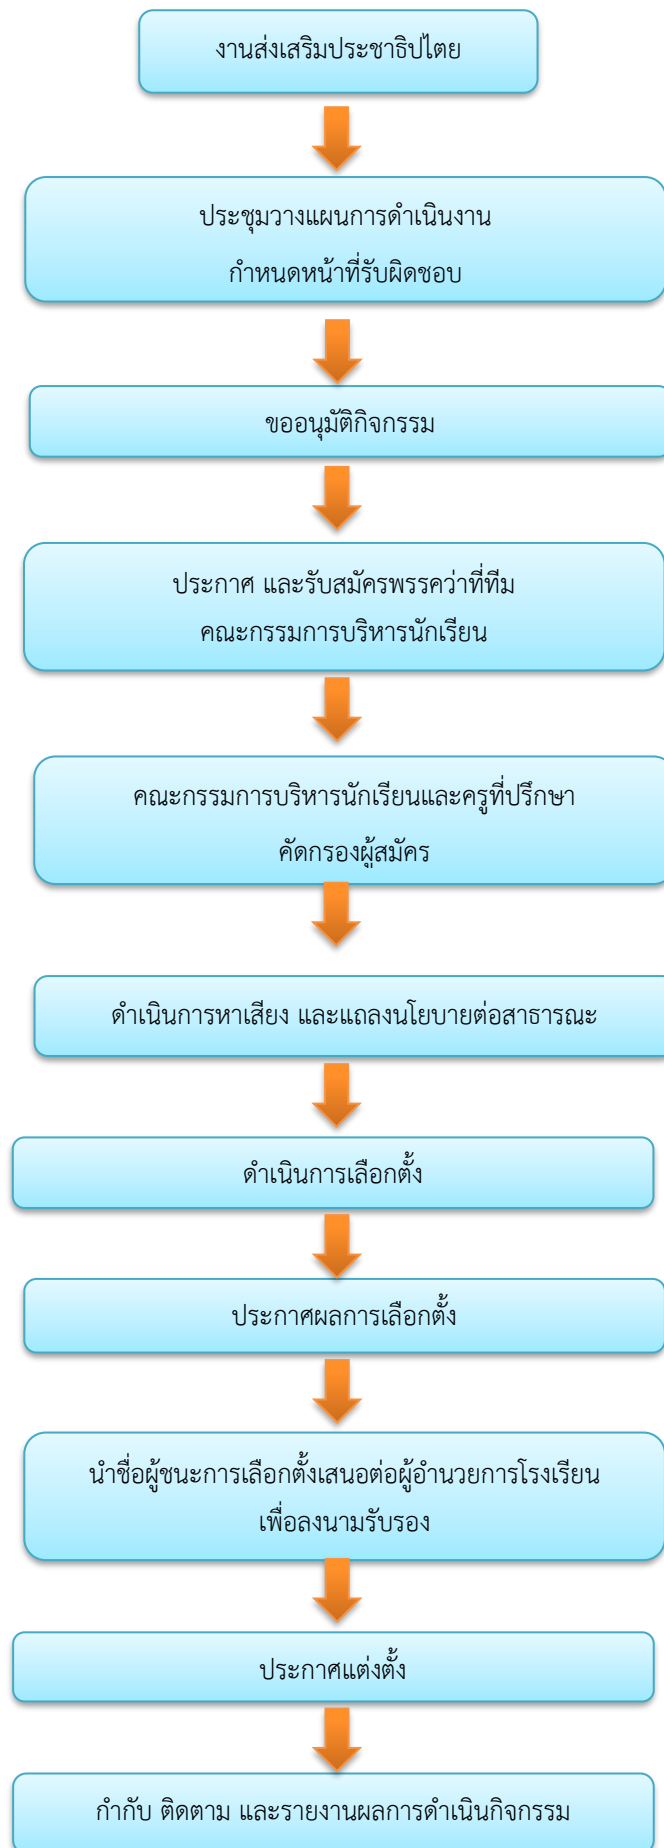 งานส่งเสริมประชาธิปไตย
ประชุมวางแผนการดำเนินงาน
กำหนดหน้าที่รับผิดชอบ
ขออนุมัติกิจกรรม
ประกาศ และรับสมัครพรรคว่าที่ทีม
คณะกรรมการบริหารนักเรียน
คณะกรรมการบริหารนักเรียนและครูที่ปรึกษา
คัดกรองผู้สมัคร
ดำเนินการหาเสียง และแถลงนโยบายต่อสาธารณะ
ดำเนินการเลือกตั้ง
ประกาศผลการเลือกตั้ง
นำชื่อผู้ชนะการเลือกตั้งเสนอต่อผู้อำนวยการโรงเรียน
เพื่อลงนามรับรอง
ประกาศแต่งตั้ง
กำกับ ติดตาม และรายงานผลการดำเนินกิจกรรม